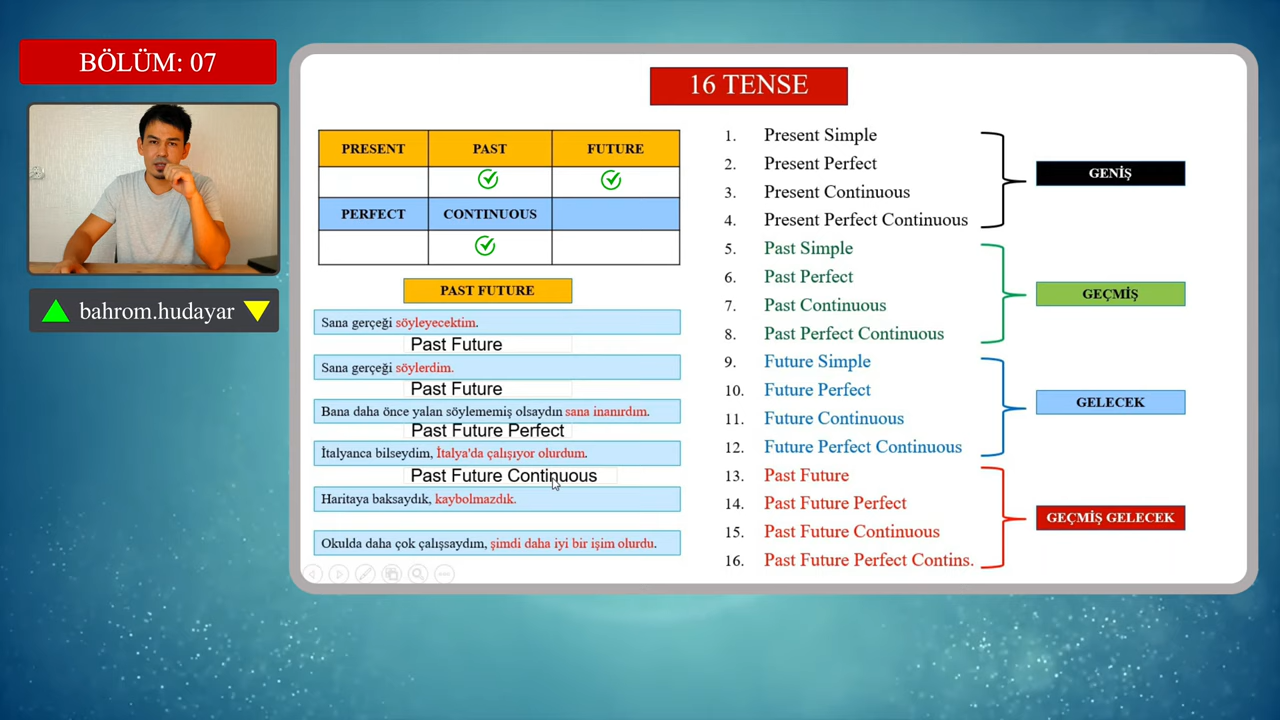 BÖLÜM: 07
bahrom.hudayar
16 TENSE
PRESENT PAST FUTURE
PERFECT CONTINUOUS
PAST FUTURE
Sana gerçeği söyleyecektim.
Past Future
Sana gerçeği söylerdim.
Past Future
Bana daha önce yalan söylememiş olsaydın sana inanırdım.
Past Future Perfect
İtalyanca bilseydim, İtalya'da çalışıyor olurdum.
Past Future Continuous
Haritaya baksaydık, kaybolmazdık.
Okulda daha çok çalışsaydım, şimdi daha iyi bir işim olurdu.
1. Present Simple
2. Present Perfect
3. Present Continuous
4. Present Perfect Continuous
5. Past Simple
6. Past Perfect
7. Past Continuous
8. Past Perfect Continuous
9. Future Simple
10. Future Perfect
11. Future Continuous
12. Future Perfect Continuous
13. Past Future
14. Past Future Perfect
15. Past Future Continuous
16. Past Future Perfect Contins.
GENİŞ
GEÇMİŞ
GELECEK
GEÇMİŞ GELECEK